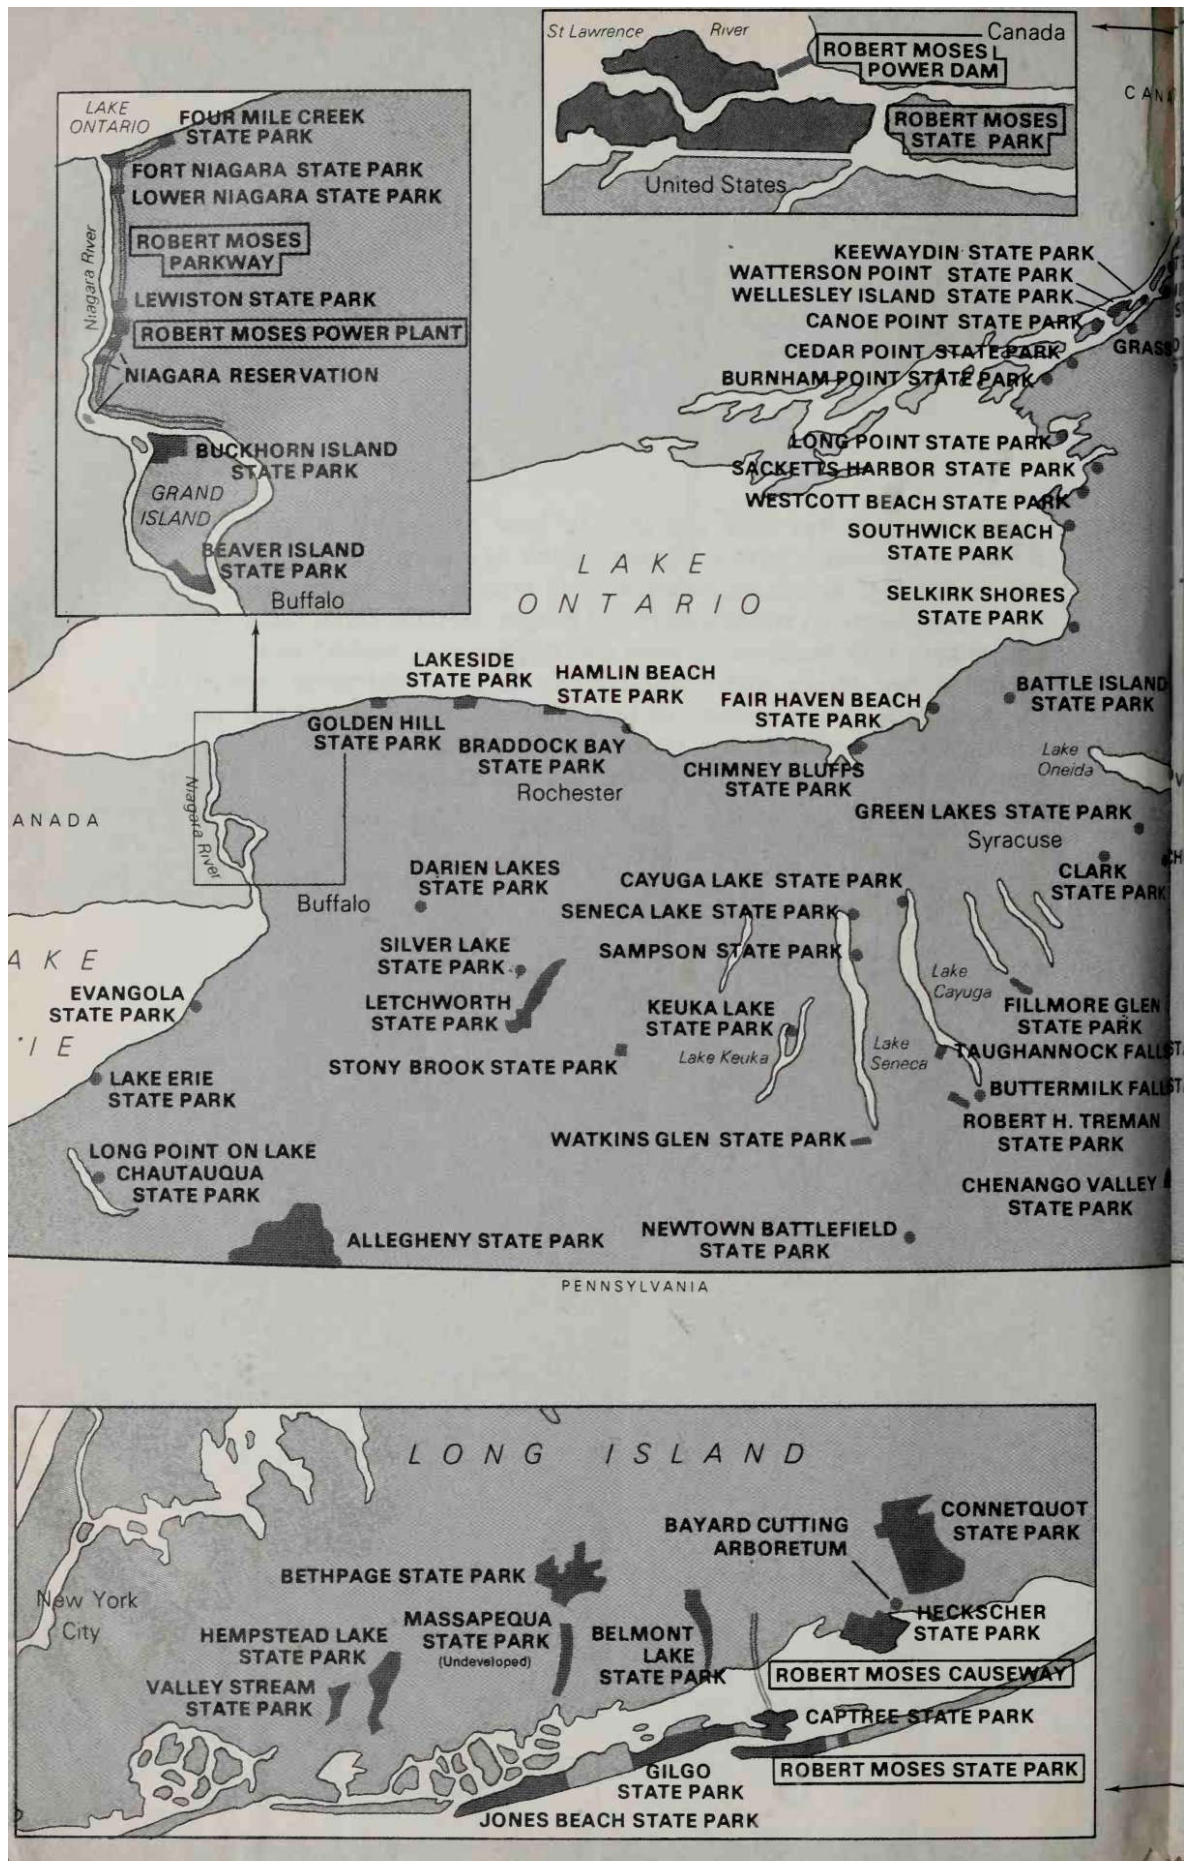 St Lawrence River
Canada
ROBERT MOSES
POWER DAM
ROBERT MOSES
STATE PARK
United States
LAKE
ONTARIO
FOUR MILE CREEK
STATE PARK
FORT NIAGARA STATE PARK
LOWER NIAGARA STATE PARK
Niagara River
ROBERT MOSES
PARKWAY
LEWISTON STATE PARK
ROBERT MOSES POWER PLANT
NIAGARA RESERVATION
BUCKHORN ISLAND
STATE PARK
GRAND
ISLAND
BEAVER ISLAND
STATE PARK
Buffalo
CANA
KEEWAYDIN STATE PARK
WATTERSON POINT STATE PARK
WELLESLEY ISLAND STATE PARK
CANOE POINT STATE PARK
GRASS
CEDAR POINT STATE PARK
BURNHAM POINT STATE PARK
LONG POINT STATE PARK
SACKETTS HARBOR STATE PARK
WESTCOTT BEACH STATE PARK
SOUTHWICK BEACH
STATE PARK
LAKE
ONTARIO
SELKIRK SHORES
STATE PARK
LAKESIDE
STATE PARK
HAMLIN BEACH
STATE PARK
FAIR HAVEN BEACH
STATE PARK
BATTLE ISLAND
STATE PARK
GOLDEN HILL
STATE PARK
BRADDOCK BAY
STATE PARK
Rochester
CHIMNEY BLUFFS
STATE PARK
Lake
Oneida
Niagara River
ANADA
GREEN LAKES STATE PARK
Syracuse
CLARK
STATE PARK
CH
Buffalo
DARIEN LAKES
STATE PARK
CAYUGA LAKE STATE PARK
SENECA LAKE STATE PARK
SILVER LAKE
STATE PARK
SAMPSON STATE PARK
AKE
IE
Lake
Cayuga
EVANGOLA
STATE PARK
LETCHWORTH
STATE PARK
KEUKA LAKE
STATE PARK
Lake Keuka
FILLMORE GLEN
STATE PARK
Lake
Seneca
TAUGHANNOCK FALL
STONY BROOK STATE PARK
LAKE ERIE
STATE PARK
BUTTERMILK FALL
ROBERT H. TREMAN
STATE PARK
WATKINS GLEN STATE PARK
LONG POINT ON LAKE
CHAUTAUQUA
STATE PARK
CHENANGO VALLEY
STATE PARK
ALLEGHENY STATE PARK
NEWTOWN BATTLEFIELD
STATE PARK
PENNSYLVANIA
LONG ISLAND
CONNETQUOT
STATE PARK
BAYARD CUTTING
ARBORETUM
BETHPAGE STATE PARK
New York
City
MASSAPEQUA
STATE PARK
(Undeveloped)
BELMONT
LAKE
STATE PARK
HECKSCHER
STATE PARK
HEMPSTEAD LAKE
STATE PARK
ROBERT MOSES CAUSEWAY
VALLEY STREAM
STATE PARK
CAPTREE STATE PARK
GILGO
STATE PARK
ROBERT MOSES STATE PARK
JONES BEACH STATE PARK